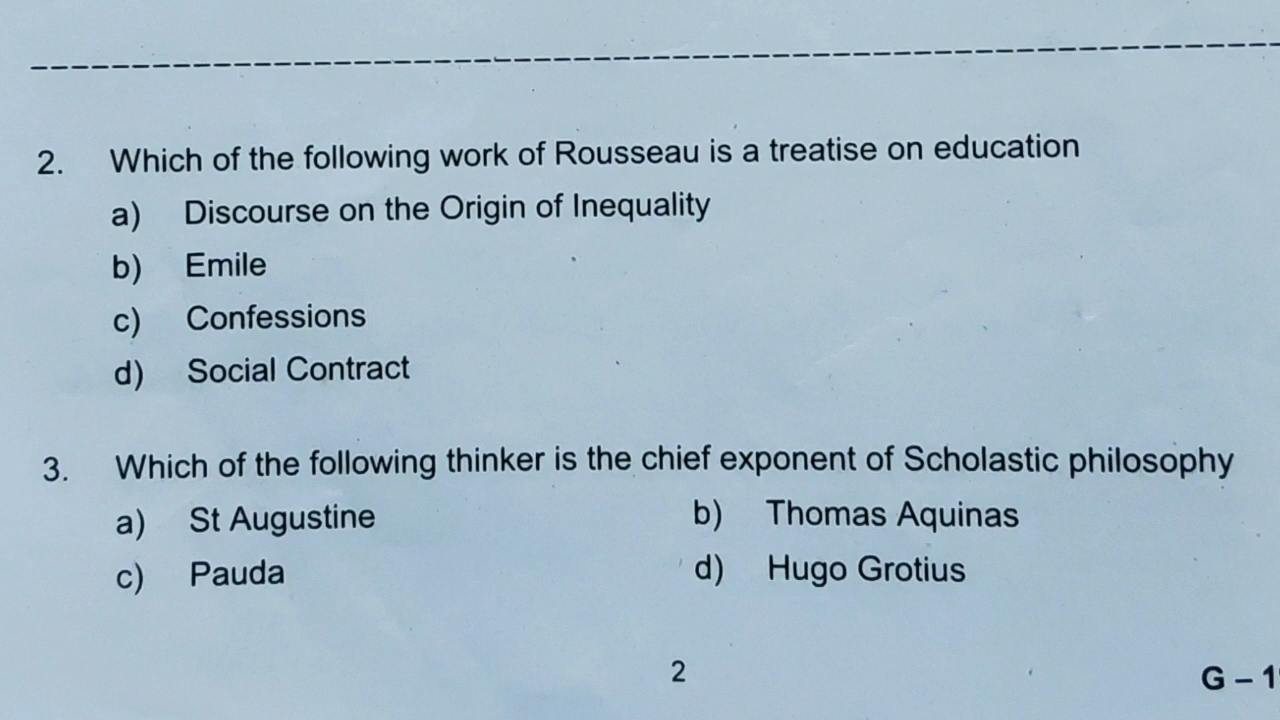 2. Which of the following work of Rousseau is a treatise on education
a) Discourse on the Origin of Inequality
b) Emile
c) Confessions
d) Social Contract
3. Which of the following thinker is the chief exponent of Scholastic philosophy
a) St Augustine b) Thomas Aquinas
c) Pauda d) Hugo Grotius
2
G – 1